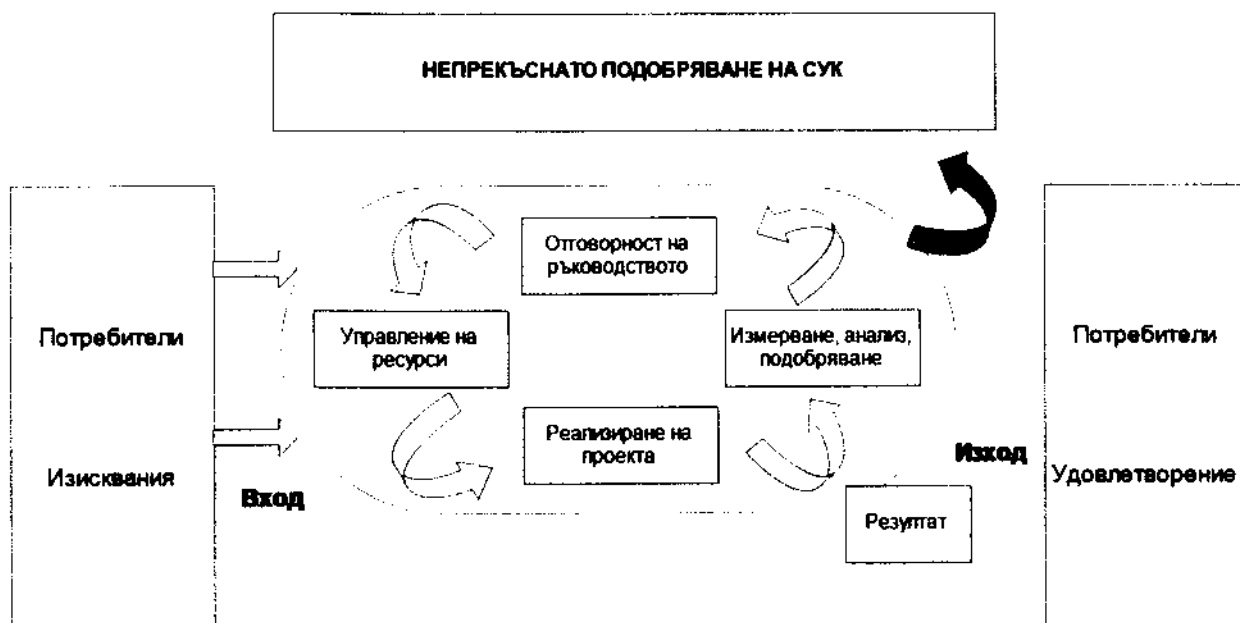 НЕПРЕКЪСНАТО ПОДОБРЯВАНЕ НА СУК
Отговорност на
ръководството
Потребители
Управление на
ресурси
Измерване, анализ,
подобряване
Потребители
Реализиране на
проекта
Изисквания
Вход
Изход
Удовлетворение
Резултат